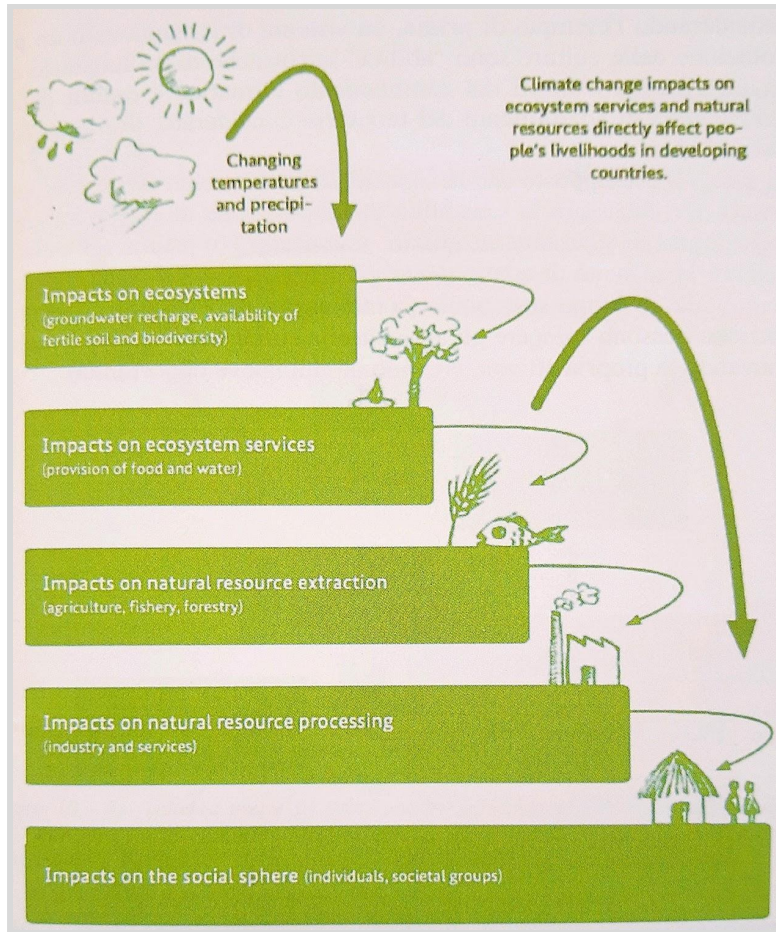 Climate change impacts on
ecosystem services and natural
resources directly affect peo-
ple's livelihoods in developing
countries.
Changing
temperatures
and precipi-
tation
Impacts on ecosystems
(groundwater recharge, availability of
fertile soil and biodiversity)
Impacts on ecosystem services
(provision of food and water)
Impacts on natural resource extraction
(agriculture, fishery, forestry)
Impacts on natural resource processing
(industry and services)
Impacts on the social sphere (individuals, societal groups)